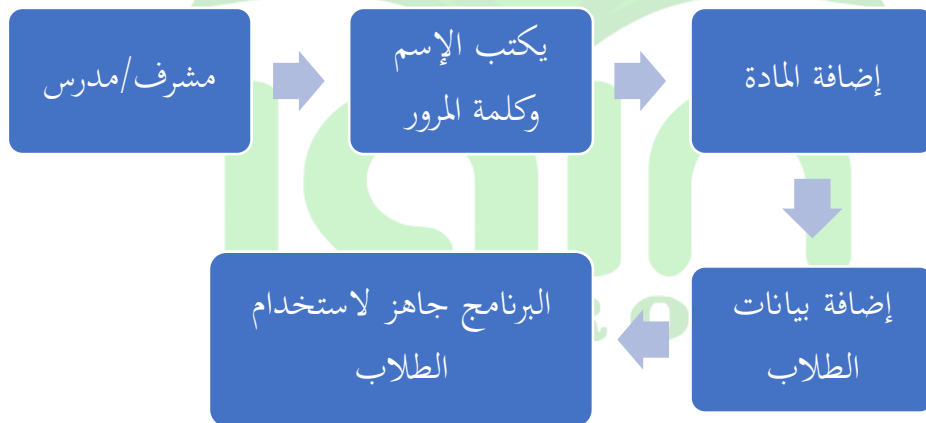 مشرف/مدرس
يكتب الإسم
وكلمة المرور
إضافة المادة
إضافة بيانات
الطلاب
البرنامج جاهز لاستخدام
الطلاب